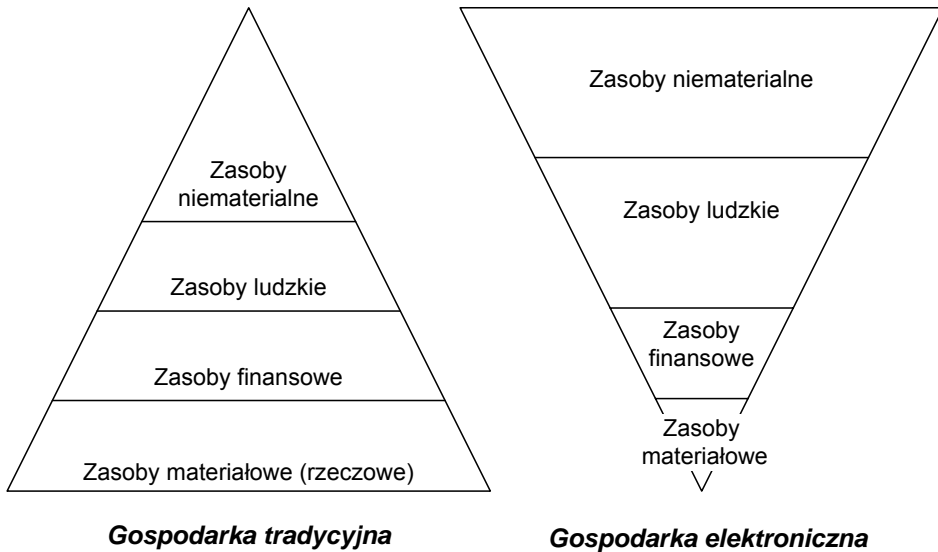 Zasoby
niematerialne
Zasoby ludzkie
Zasoby finansowe
Zasoby materiałowe (rzeczowe)
Gospodarka tradycyjna
Zasoby niematerialne
Zasoby ludzkie
Zasoby
finansowe
Zasoby
materiałowe
Gospodarka elektroniczna